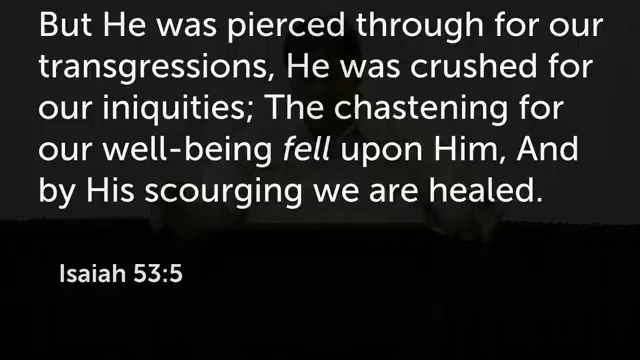 But He was pierced through for our
transgressions, He was crushed for
our iniquities; The chastening for
our well-being fell upon Him, And
by His scourging we are healed.
Isaiah 53:5